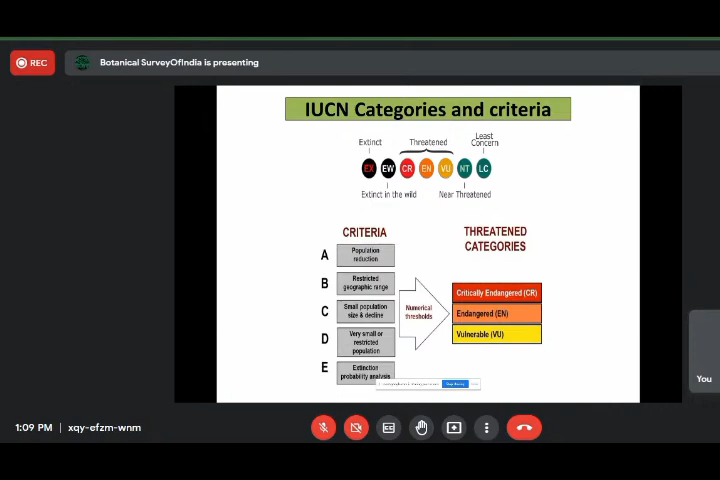 REC
Botanical SurveyOfIndia is presenting
IUCN Categories and criteria
Extinct
Threatened
Least
Concern
EX
EW
CR
EN
VU
NT
LC
Extinct in the wild
Near Threatened
CRITERIA
THREATENED
CATEGORIES
A
Population
reduction
B
Restricted
geographic range
C
Small population
size & decline
D
Very small or
restricted
population
E
Extinction
probability analysis
Numerical
thresholds
Critically Endangered (CR)
Endangered (EN)
Vulnerable (VU)
Stop sharing
You
1:09 PM | xqy-efzm-wnm